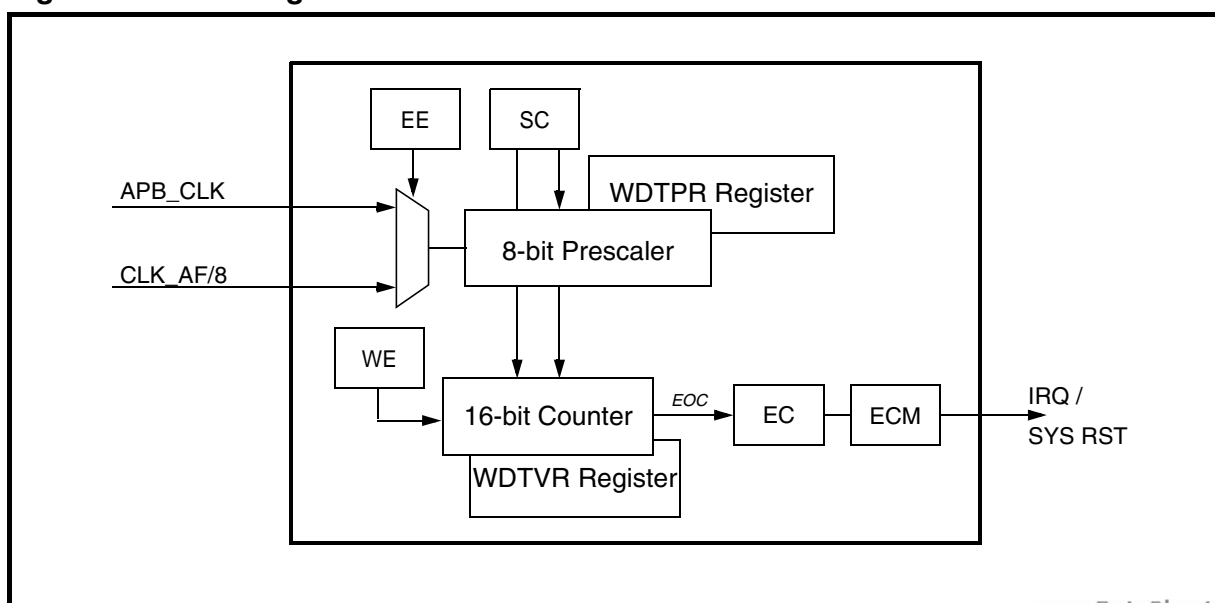 EE
SC
APB_CLK
WDTPR Register
8-bit Prescaler
CLK_AF/8
WE
16-bit Counter
EOC
EC
ECM
IRQ /
SYS RST
WDTVR Register